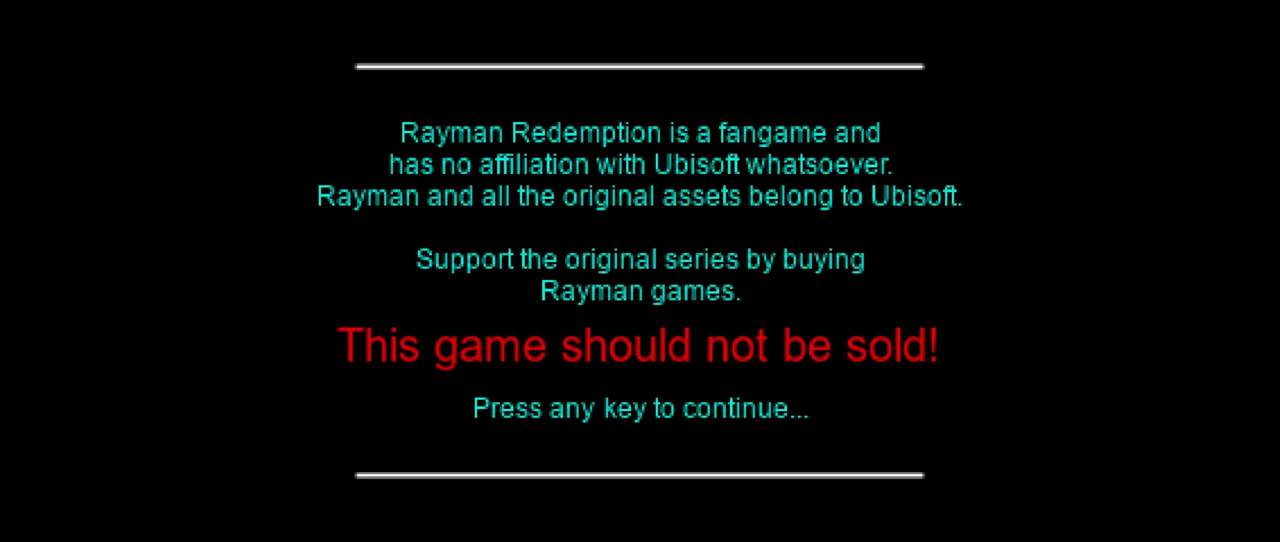 Rayman Redemption is a fangame and
has no affiliation with Ubisoft whatsoever.
Rayman and all the original assets belong to Ubisoft.
Support the original series by buying
Rayman games.
This game should not be sold!
Press any key to continue...